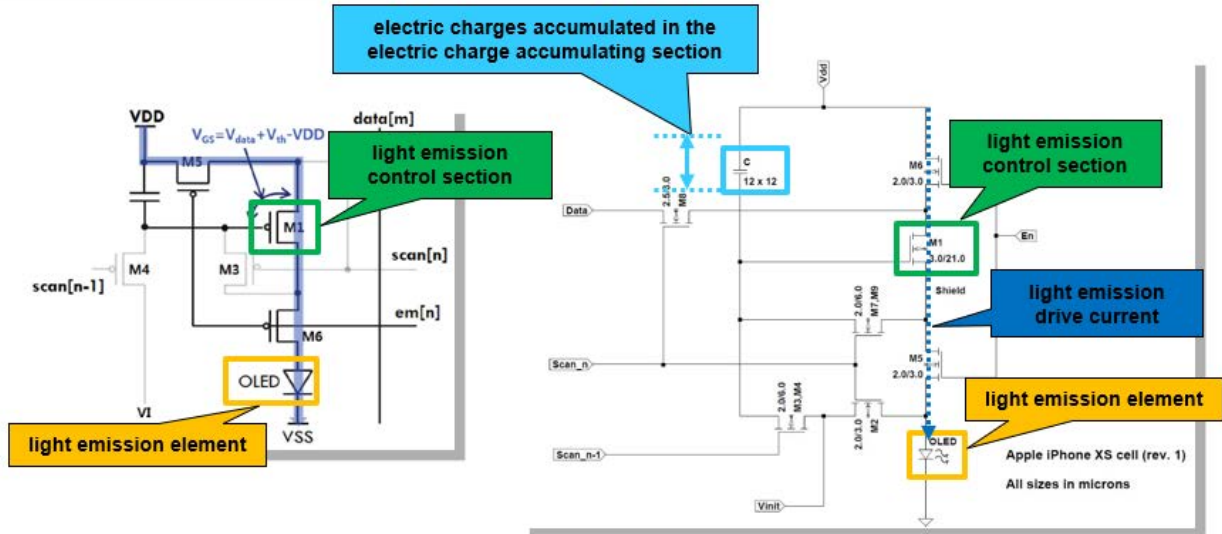 electric charges accumulated in the
electric charge accumulating section
VDD
data[m]
VGS=Vdata+Vth-VDD
M5
light emission
control section
M1
M4
M3
scan[n]
scan[n-1]
em[n]
M6
OLED
VI
VSS
light emission element
Vdd
C
12 x 12
2.5/3.0
M8
Data
M6
2.0/3.0
light emission
control section
M1
3.0/21.0
En
Shield
light emission
drive current
2.0/6.0
M7,M9
Scan_n
M5
2.0/3.0
light emission element
2.0/6.0
M3,M4
2.0/3.0
M2
Scan_n-1
OLED
Vinit
Apple iPhone XS cell (rev. 1)
All sizes in microns